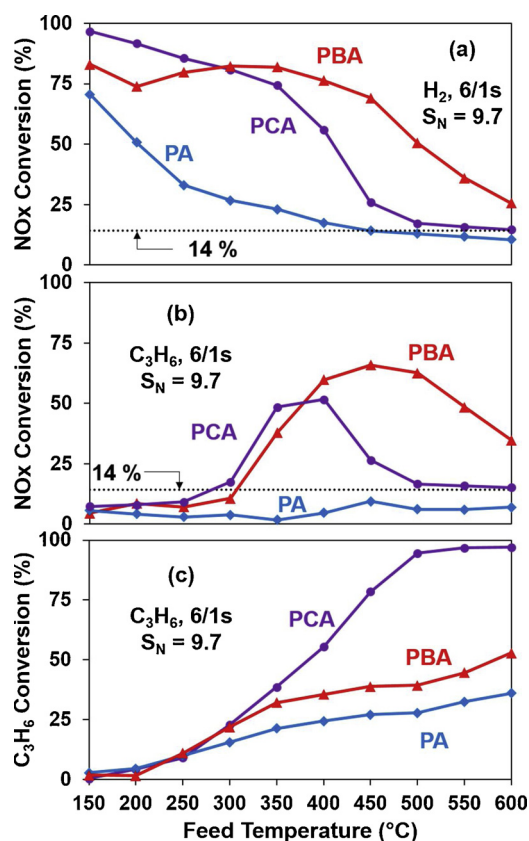 NOx Conversion (%)
100
75
50
25
0
(a)
PBA
H₂, 6/1s
S_N = 9.7
PCA
PA
14 %
NOx Conversion (%)
100
75
50
25
0
(b)
C₃H₆, 6/1s
S_N = 9.7
PBA
PCA
14 %
PA
C₃H₆ Conversion (%)
100
75
50
25
0
(c)
C₃H₆, 6/1s
S_N = 9.7
PCA
PBA
PA
150 200 250 300 350 400 450 500 550 600
Feed Temperature (°C)